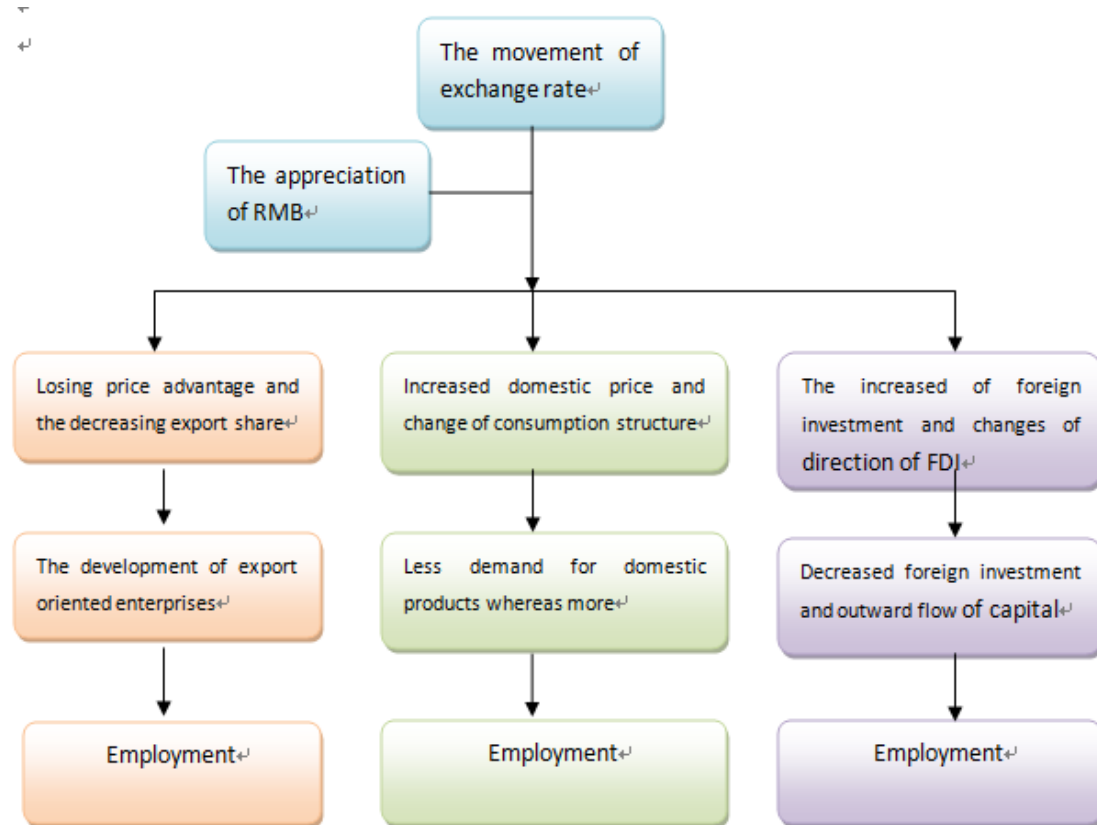 The movement of
exchange rate↵
The appreciation
of RMB↵
Losing price advantage and
the decreasing export share↵
Increased domestic price and
change of consumption structure↵
The increased of foreign
investment and changes of
direction of FDI↵
The development of export
oriented enterprises↵
Less demand for domestic
products whereas more↵
Decreased foreign investment
and outward flow of capital↵
Employment↵
Employment↵
Employment↵